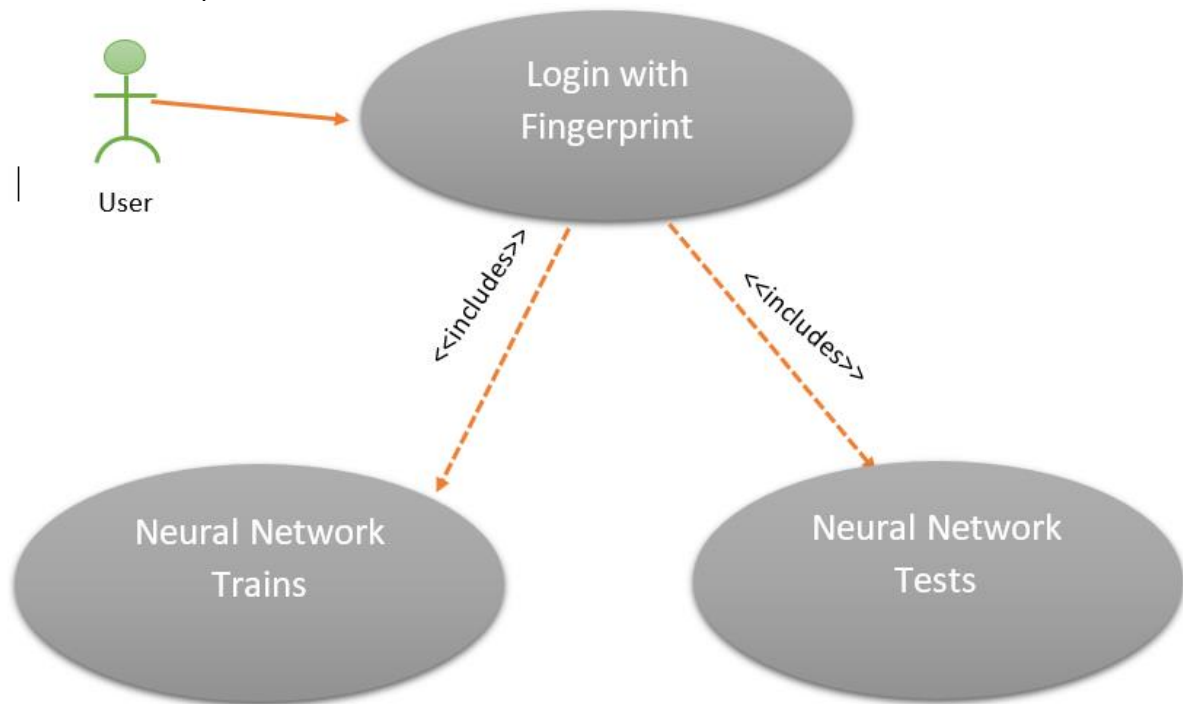 Login with
Fingerprint
User
<<includes>>
<<includes>>
Neural Network
Trains
Neural Network
Tests